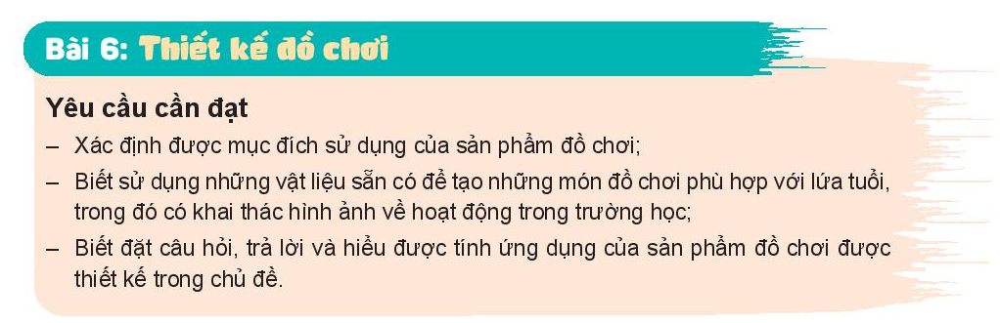 Bài 6: Thiết kế đồ chơi
Yêu cầu cần đạt
– Xác định được mục đích sử dụng của sản phẩm đồ chơi;
– Biết sử dụng những vật liệu sẵn có để tạo những món đồ chơi phù hợp với lứa tuổi,
trong đó có khai thác hình ảnh về hoạt động trong trường học;
– Biết đặt câu hỏi, trả lời và hiểu được tính ứng dụng của sản phẩm đồ chơi được
thiết kế trong chủ đề.